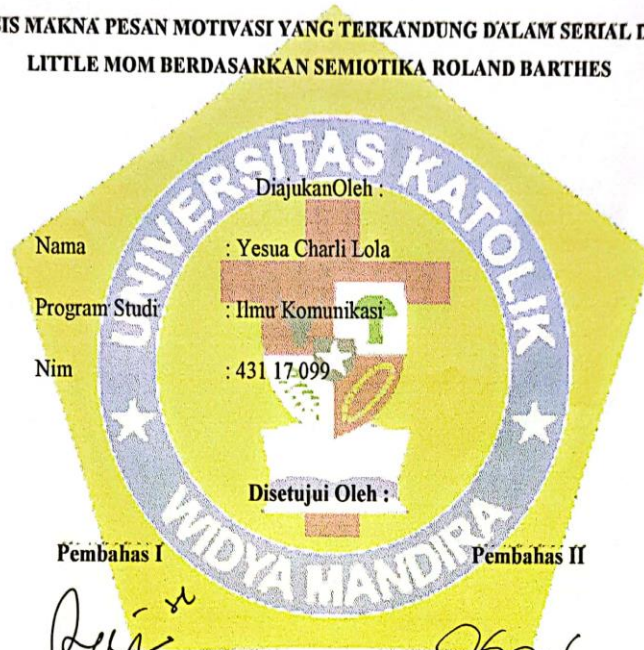 MAKNA PESAN MOTIVASI YANG TERKANDUNG DALAM SERIAL
LITTLE MOM BERDASARKAN SEMIOTIKA ROLAND BARTHES
UNIVERSITAS KATOLIK
WIDYA MANDIRA
DiajukanOleh :
Nama : Yesua Charli Lola
Program Studi : Ilmu Komunikasi
Nim : 431 17 099
Disetujui Oleh :
Pembahas I Pembahas II